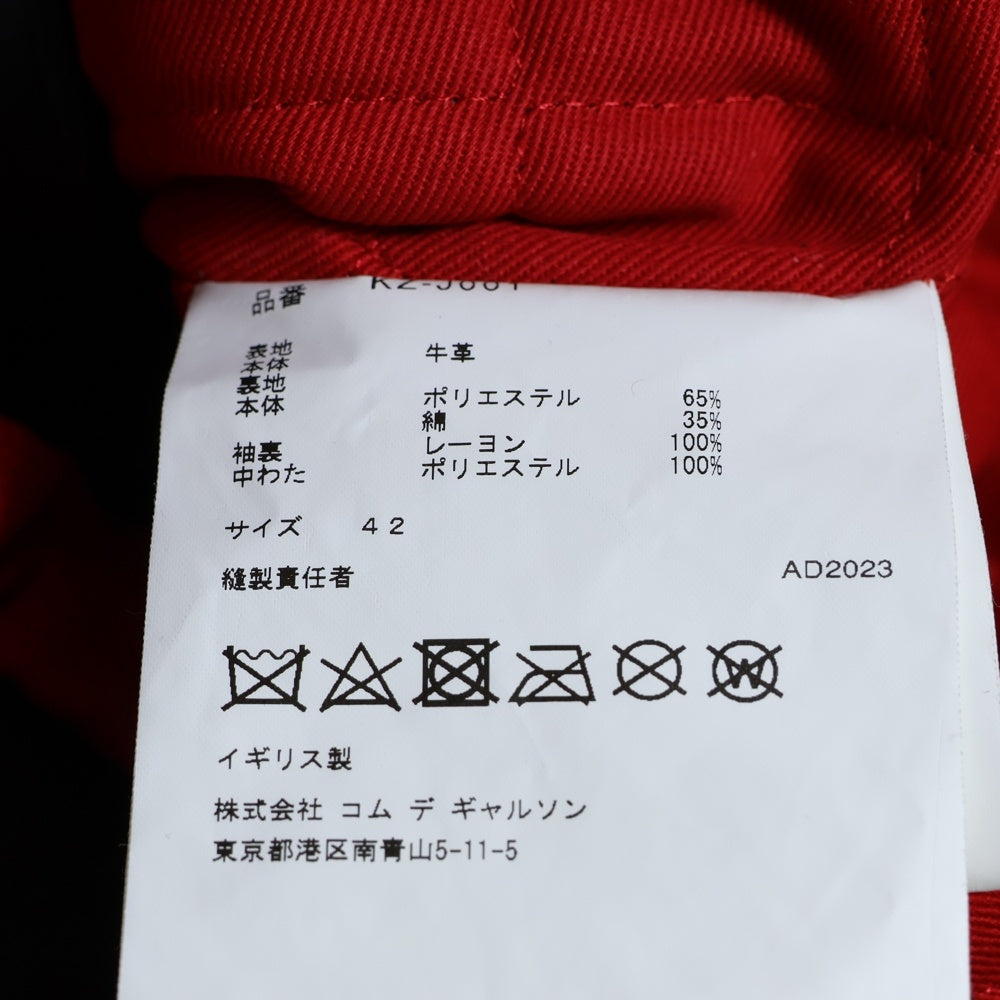 品番
表地
本体 牛革
裏地
本体 ポリエステル 65%
綿 35%
袖裏 レーヨン 100%
中わた ポリエステル 100%
サイズ 42
縫製責任者 AD2023
W
イギリス製
株式会社 コム デ ギャルソン
東京都港区南青山5-11-5